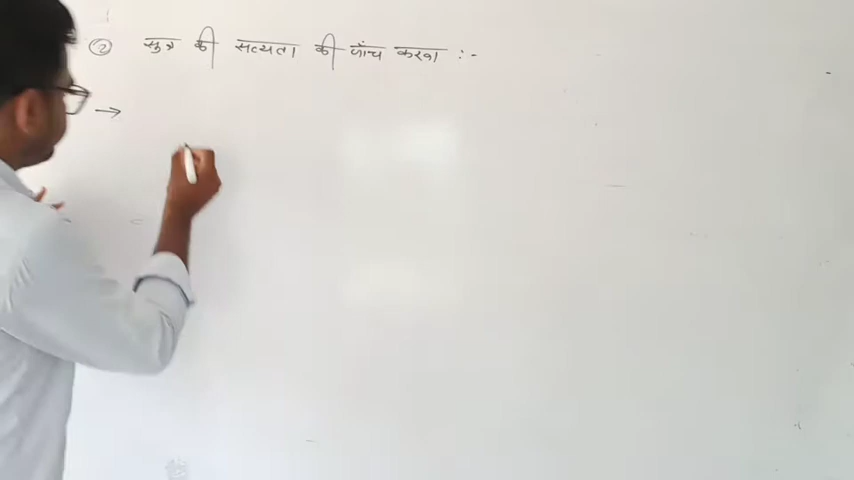 ② सुत्र की सत्यता की जाँच करना :-
→